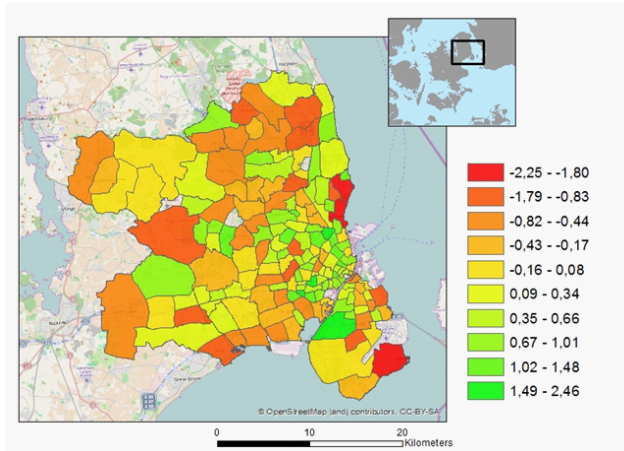 -2,25 - -1,80
-1,79 - -0,83
-0,82 - -0,44
-0,43 - -0,17
-0,16 - 0,08
0,09 - 0,34
0,35 - 0,66
0,67 - 1,01
1,02 - 1,48
1,49 - 2,46
© OpenStreetMap (and) contributors, CC-BY-SA
0 10 20
Kilometers